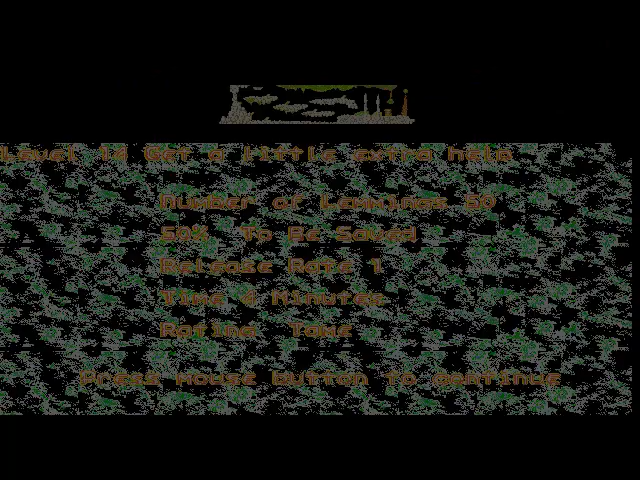 Level 14 Get a little extra help
Number of Lemmings 50
50% To Be Saved
Release Rate 1
Time 4 Minutes
Rating Tame
Press mouse button to continue